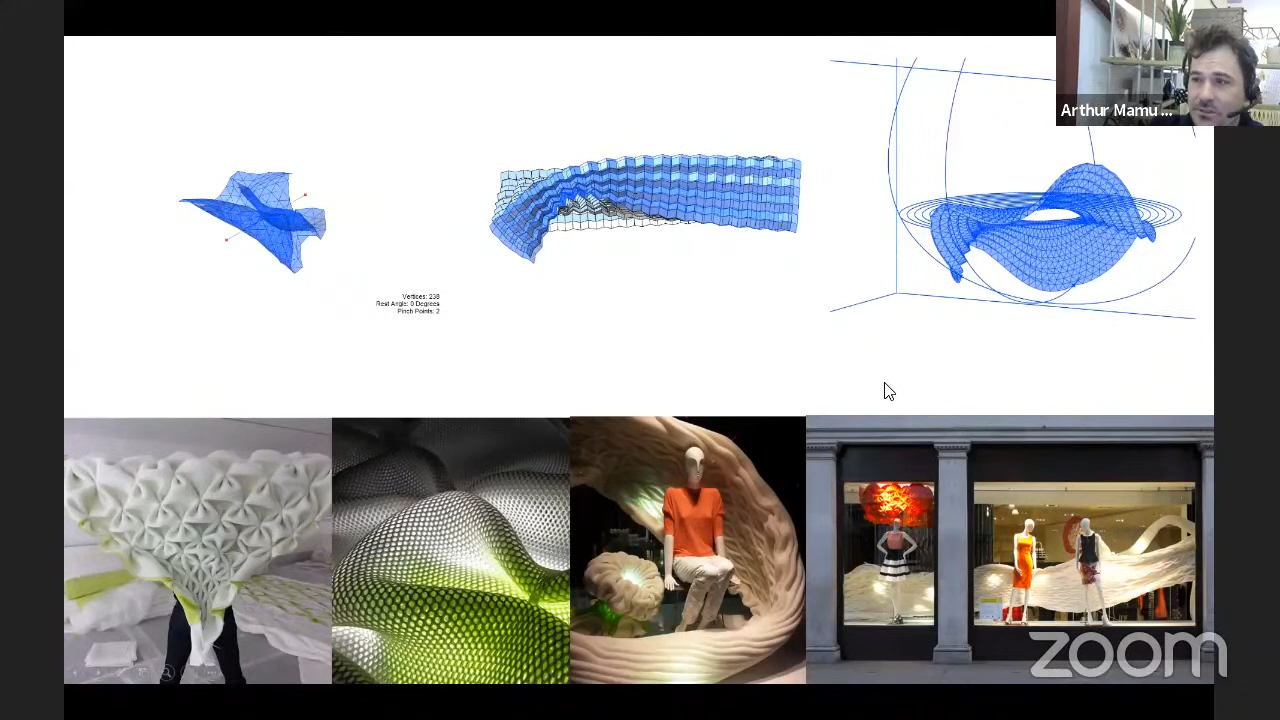 Arthur Mamu ...
Vertices: 238
Rest Angle: 0 Degrees
Pinch Points: 2
zoom